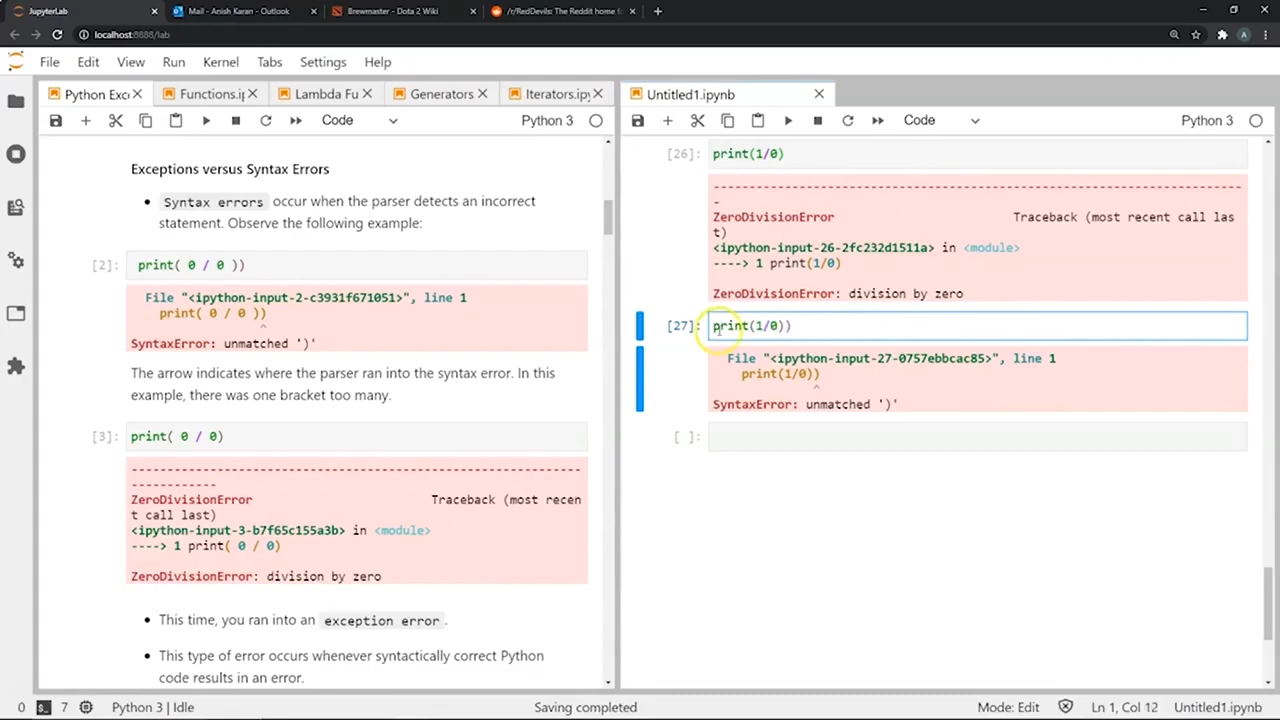 JupyterLab
Mail - Anish Karan - Outlook
Brewmaster - Dota 2 Wiki
/r/RedDevils: The Reddit home fo
localhost:8888/lab
A
File Edit View Run Kernel Tabs Settings Help
Python Exc
Functions.ip
Lambda Fu
Generators
Iterators.ipy
Code
Python 3
Exceptions versus Syntax Errors
Syntax errors occur when the parser detects an incorrect
statement. Observe the following example:
[2]: print( 0 / 0 ))
File "<ipython-input-2-c3931f671051>", line 1
print( 0 / 0 ))
^
SyntaxError: unmatched ')'
The arrow indicates where the parser ran into the syntax error. In this
example, there was one bracket too many.
[3]: print( 0 / 0)
---------------------------------------------------------------------------
ZeroDivisionError Traceback (most recen
t call last)
<ipython-input-3-b7f65c155a3b> in <module>
----> 1 print( 0 / 0)
ZeroDivisionError: division by zero
This time, you ran into an exception error.
This type of error occurs whenever syntactically correct Python
code results in an error.
Untitled1.ipynb
Code
Python 3
[26]: print(1/0)
---------------------------------------------------------------------------
ZeroDivisionError Traceback (most recent call las
t)
<ipython-input-26-2fc232d1511a> in <module>
----> 1 print(1/0)
ZeroDivisionError: division by zero
[27]: print(1/0))
File "<ipython-input-27-0757ebbcac85>", line 1
print(1/0))
^
SyntaxError: unmatched ')'
[ ]:
0 7 Python 3 | Idle Saving completed Mode: Edit Ln 1, Col 12 Untitled1.ipynb